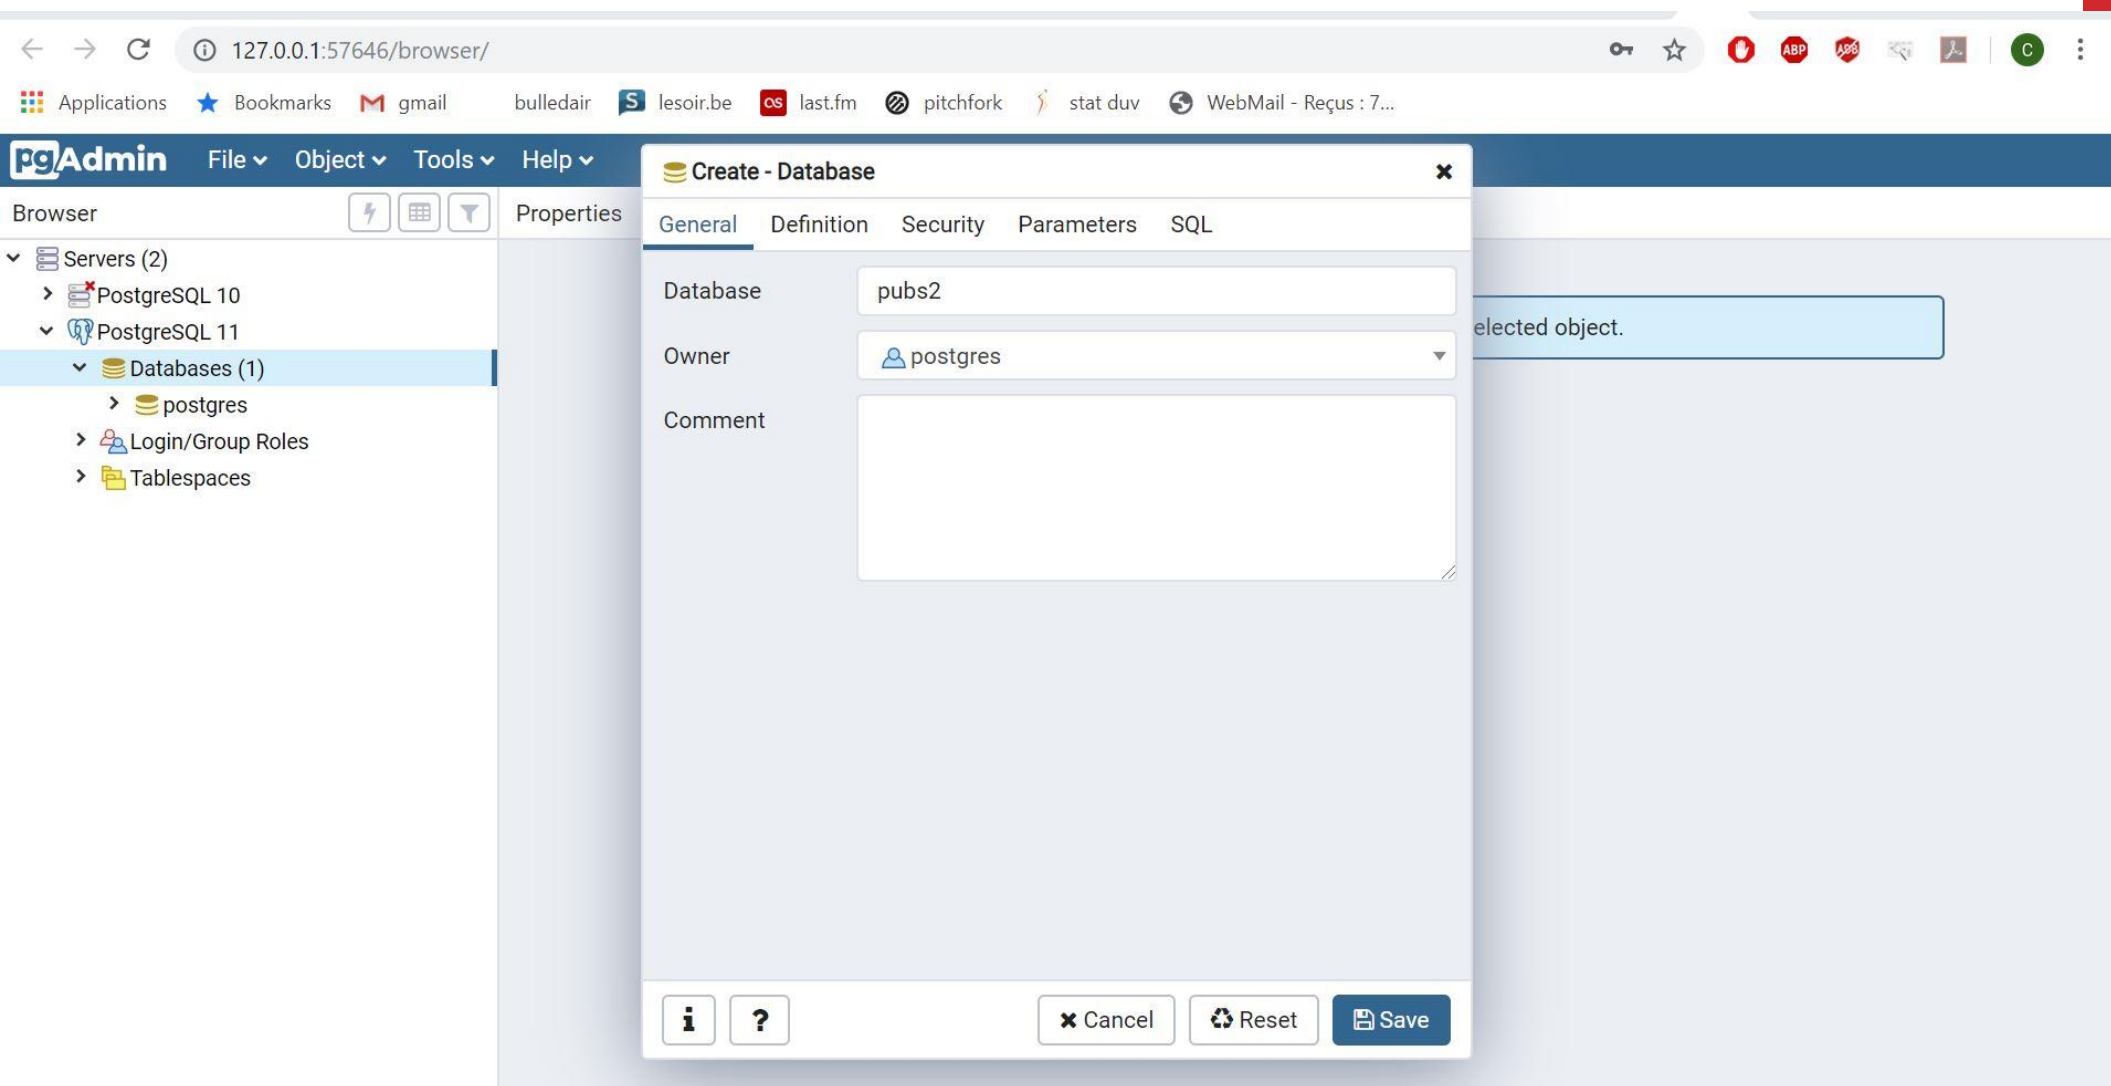 127.0.0.1:57646/browser/
ABP
C
Applications Bookmarks gmail bulledair S lesoir.be os last.fm pitchfork stat duv WebMail - Reçus : 7...
pgAdmin File Object Tools Help
Create - Database
Browser
Properties
General Definition Security Parameters SQL
Servers (2)
PostgreSQL 10
PostgreSQL 11
Databases (1)
postgres
Login/Group Roles
Tablespaces
Database pubs2
elected object.
Owner postgres
Comment
i ? Cancel Reset Save